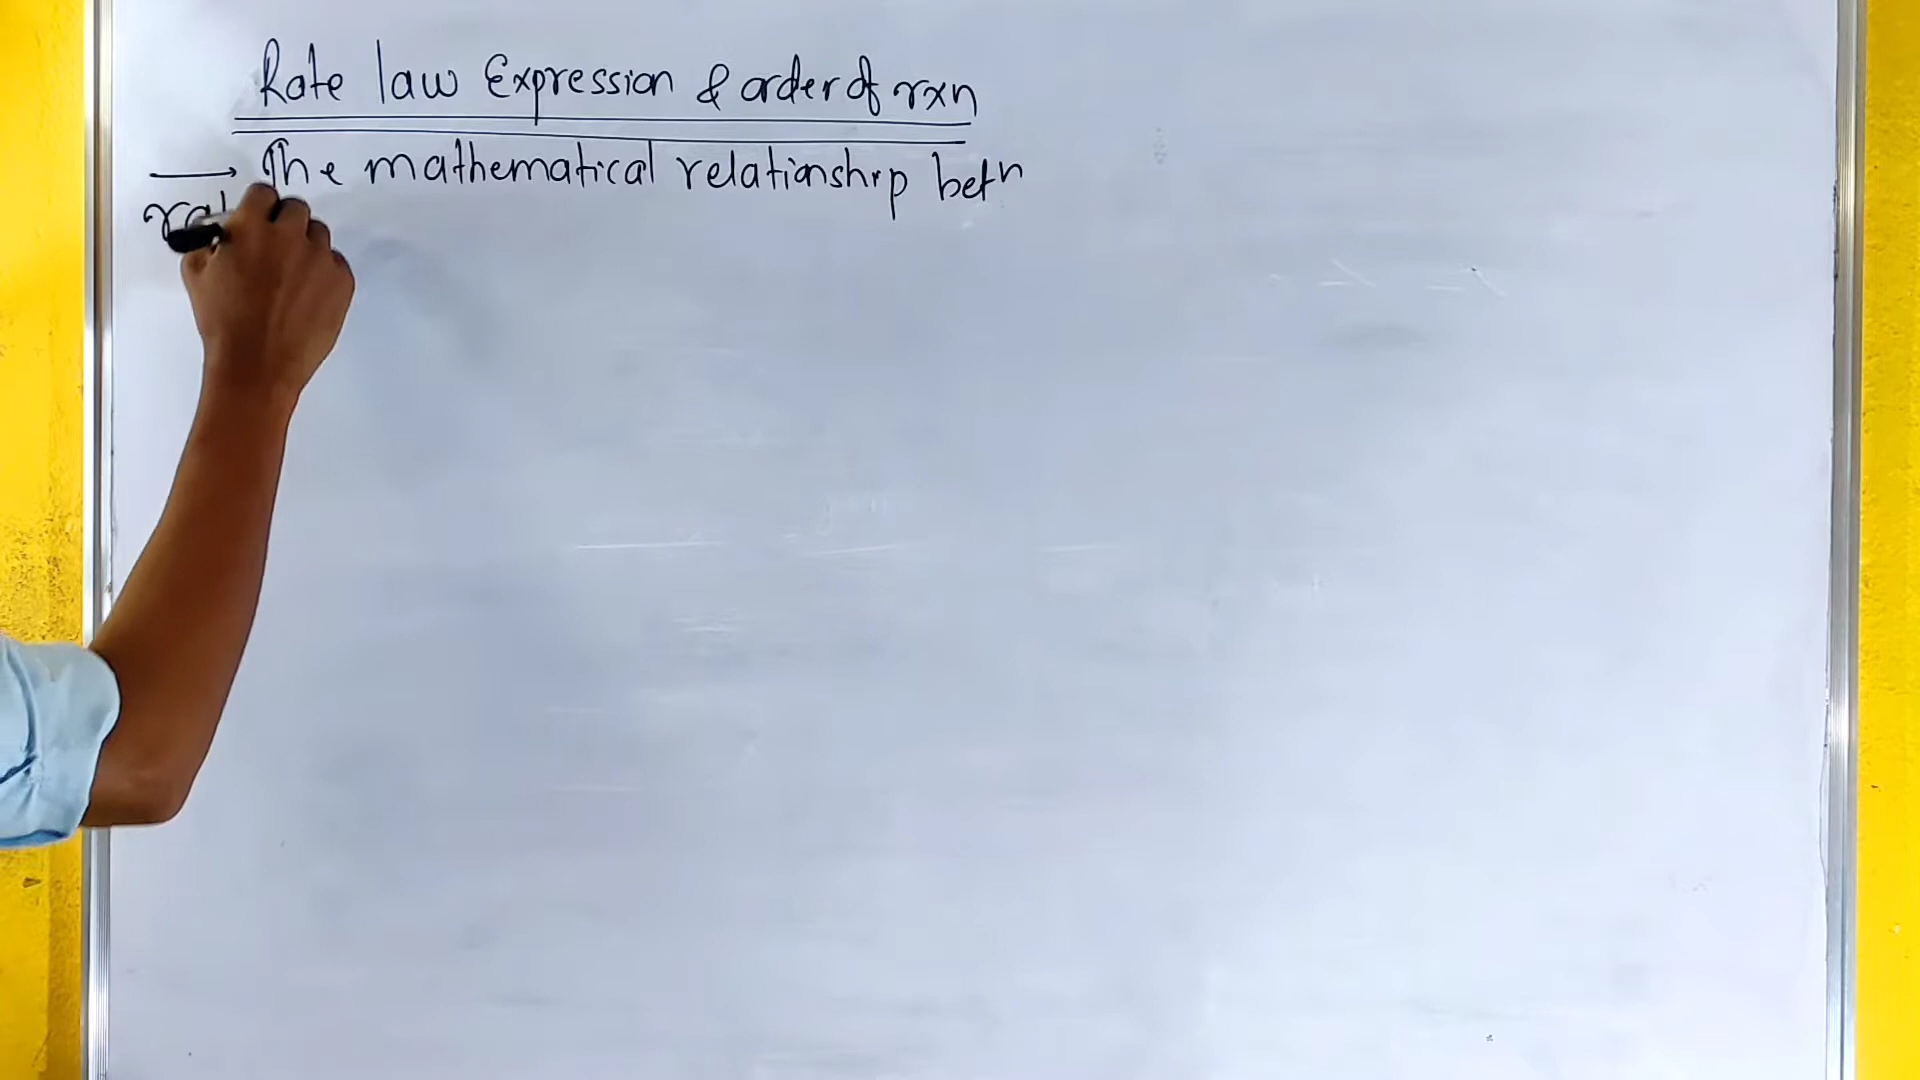 Rate law Expression & order of rxn
→ The mathematical relationship betn